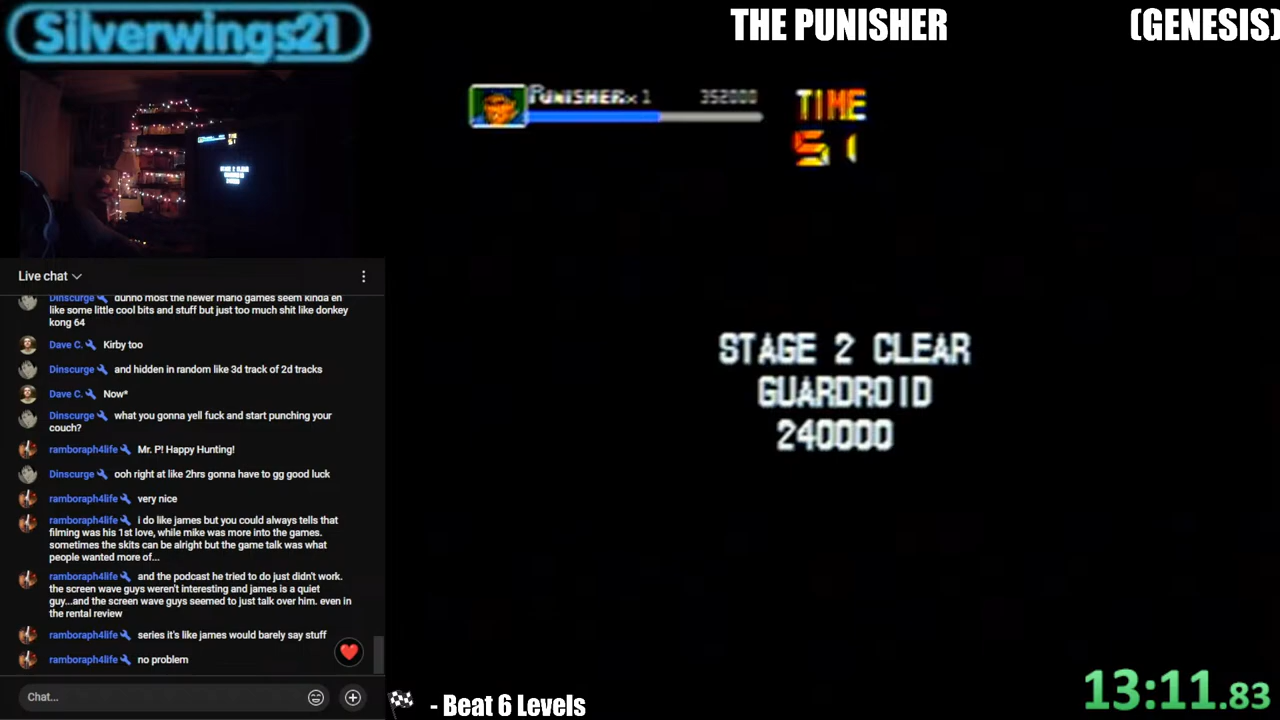 Silverwings21
THE PUNISHER
(GENESIS)
PUNISHER×1 352000
TIME
51
STAGE 2 CLEAR
GUARDROID
240000
Live chat
Dinscurge dunno most the newer mario games seem kinda en
like some little cool bits and stuff but just too much shit like donkey
kong 64
Dave C. Kirby too
Dinscurge and hidden in random like 3d track of 2d tracks
Dave C. Now*
Dinscurge what you gonna yell fuck and start punching your
couch?
ramboraph4life Mr. P! Happy Hunting!
Dinscurge ooh right at like 2hrs gonna have to gg good luck
ramboraph4life very nice
ramboraph4life i do like james but you could always tells that
filming was his 1st love, while mike was more into the games.
sometimes the skits can be alright but the game talk was what
people wanted more of...
ramboraph4life and the podcast he tried to do just didn't work.
the screen wave guys weren't interesting and james is a quiet
guy...and the screen wave guys seemed to just talk over him. even in
the rental review
ramboraph4life series it's like james would barely say stuff
ramboraph4life no problem
Chat...
- Beat 6 Levels
13:11.83